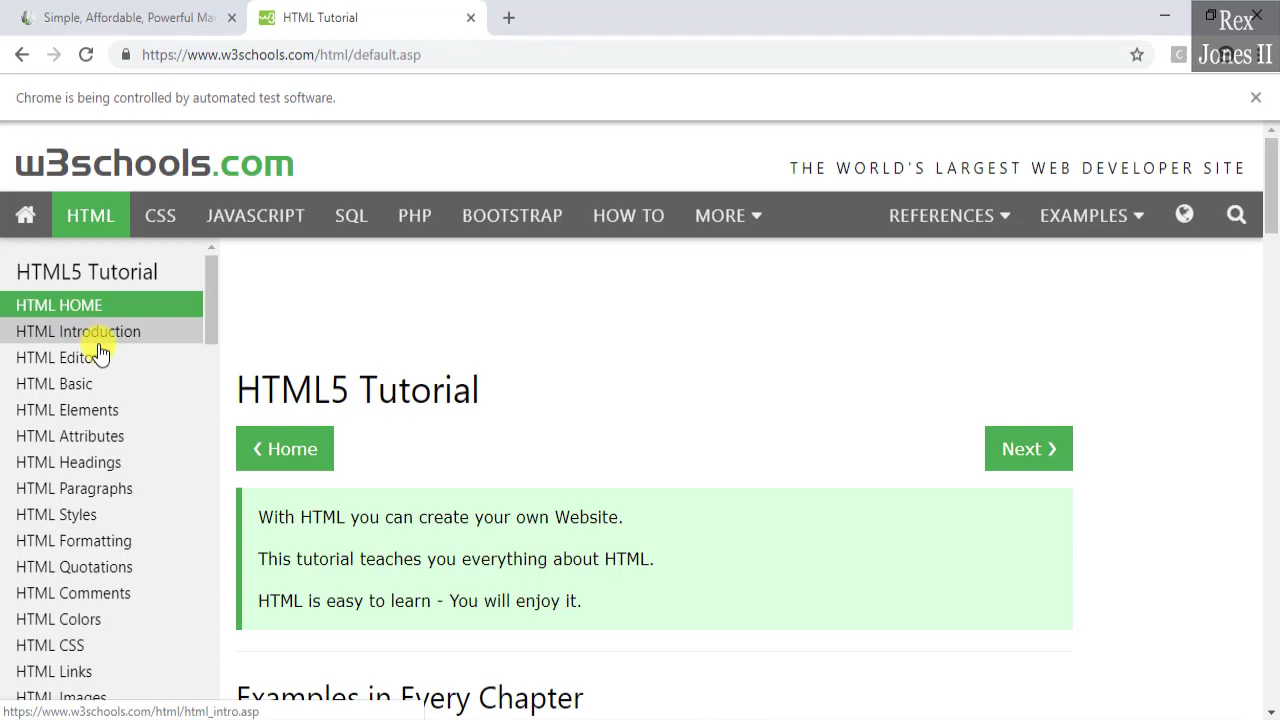 Simple, Affordable, Powerful Ma
HTML Tutorial
Rex
Jones II
https://www.w3schools.com/html/default.asp
C
Chrome is being controlled by automated test software.
w3schools.com
THE WORLD'S LARGEST WEB DEVELOPER SITE
HTML CSS JAVASCRIPT SQL PHP BOOTSTRAP HOW TO MORE REFERENCES EXAMPLES
HTML5 Tutorial
HTML HOME
HTML Introduction
HTML Edito
HTML Basic
HTML Elements
HTML Attributes
HTML Headings
HTML Paragraphs
HTML Styles
HTML Formatting
HTML Quotations
HTML Comments
HTML Colors
HTML CSS
HTML Links
HTML Images
HTML5 Tutorial
❮ Home
Next ❯
With HTML you can create your own Website.
This tutorial teaches you everything about HTML.
HTML is easy to learn - You will enjoy it.
Examples in Every Chapter
https://www.w3schools.com/html/html_intro.asp